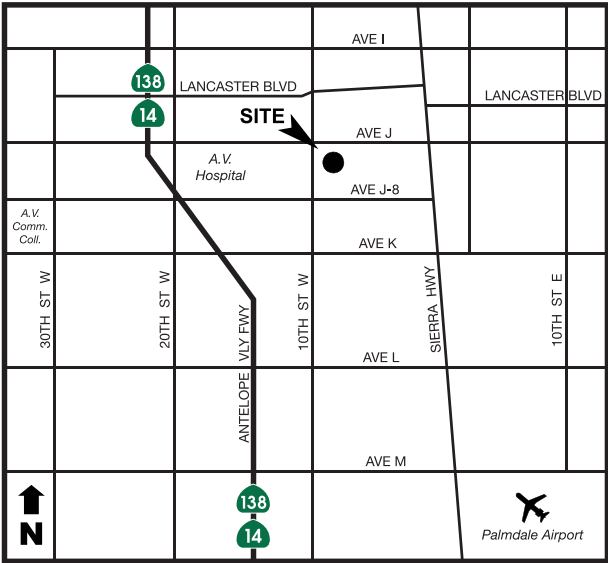 AVE I
138
LANCASTER BLVD
LANCASTER BLVD
14
SITE
AVE J
A.V.
Hospital
AVE J-8
A.V.
Comm.
Coll.
AVE K
30TH ST W
20TH ST W
ANTELOPE VLY FWY
10TH ST W
SIERRA HWY
10TH ST E
AVE L
AVE M
138
14
N
Palmdale Airport